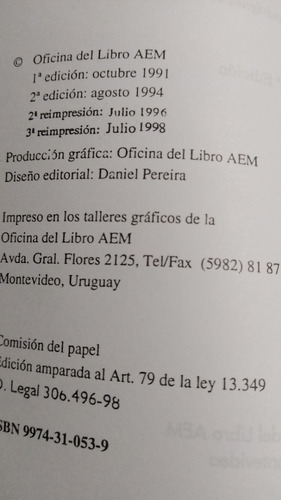 © Oficina del Libro AEM
1ª edición: octubre 1991
2ª edición: agosto 1994
2ª reimpresión: Julio 1996
3ª reimpresión: Julio 1998
Producción gráfica: Oficina del Libro AEM
Diseño editorial: Daniel Pereira
Impreso en los talleres gráficos de la
Oficina del Libro AEM
Avda. Gral. Flores 2125, Tel/Fax (5982) 81 87
Montevideo, Uruguay
Comisión del papel
Edición amparada al Art. 79 de la ley 13.349
D. Legal 306.496-98
ISBN 9974-31-053-9